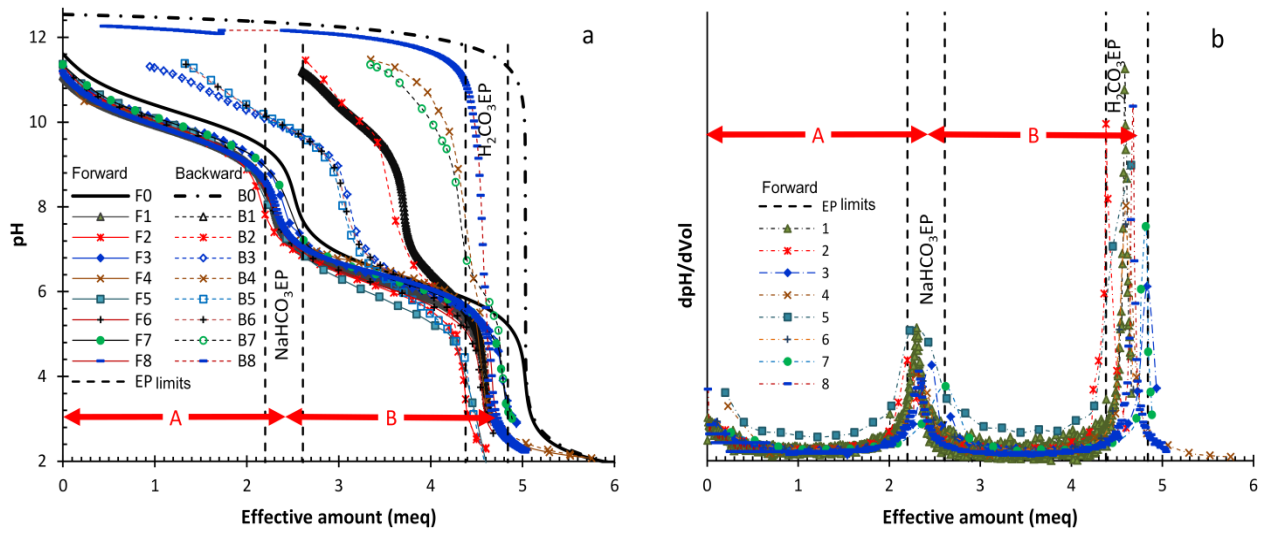 a
12
10
8
6
4
2
pH
Forward Backward
F0 B0
F1 B1
F2 B2
F3 B3
F4 B4
F5 B5
F6 B6
F7 B7
F8 B8
EP limits
NaHCO3EP
H2CO3EP
A
B
0 1 2 3 4 5 6
Effective amount (meq)
b
dpH/dVol
A
B
Forward
EP limits
1
2
3
4
5
6
7
8
NaHCO3EP
H2CO3EP
0 1 2 3 4 5 6
Effective amount (meq)